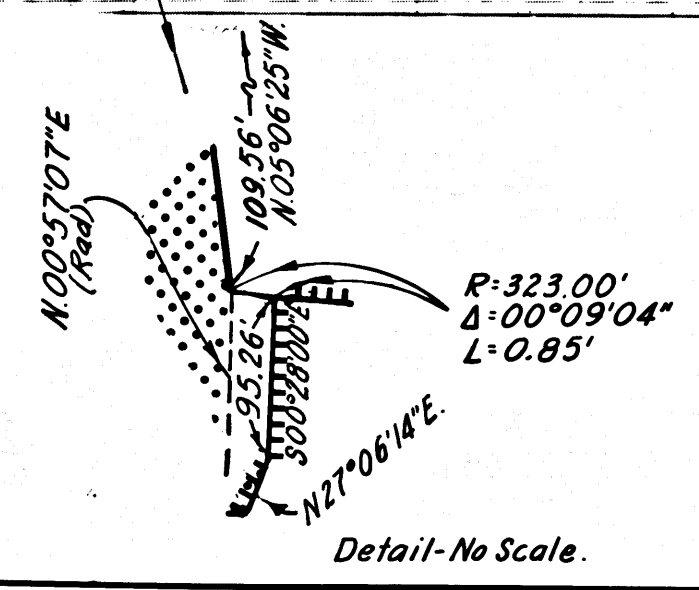 109.56'
N.05°06'25"W.
N.00°57'07"E
(Rad)
R=323.00'
Δ=00°09'04"
L=0.85'
95.26'
S00°28'00"E
N27°06'14"E.
Detail-No Scale.